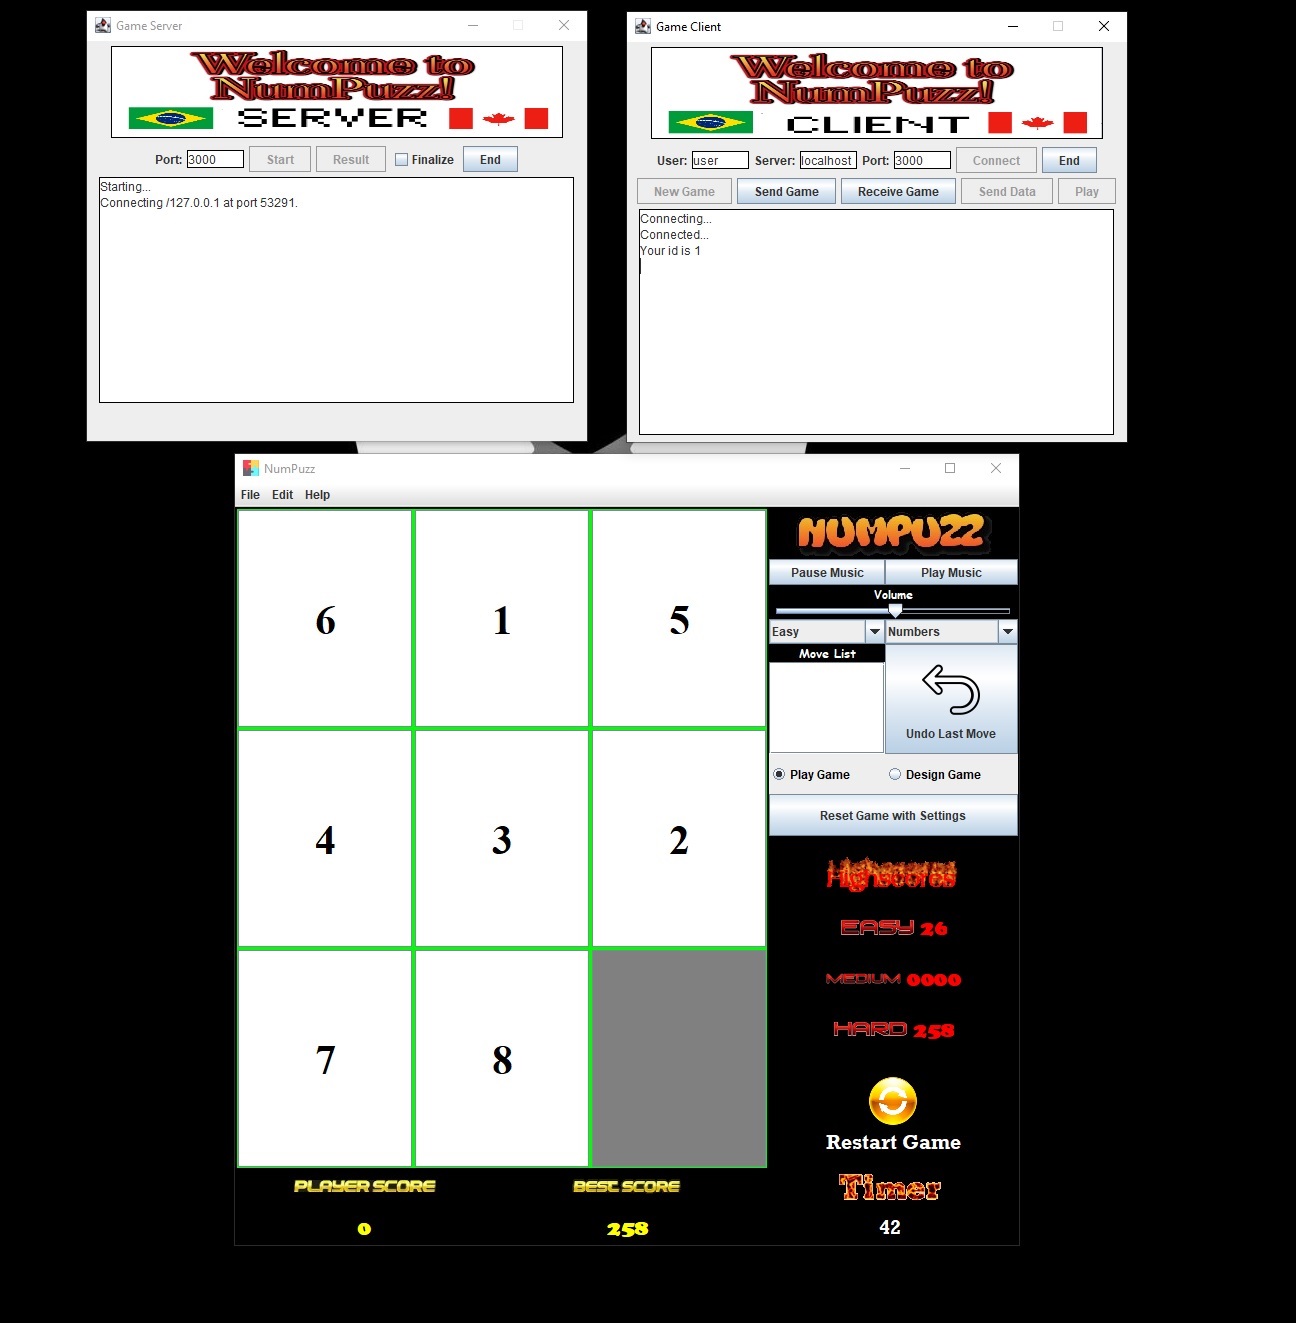 Game Server
Welcome to
NumPuzz!
SERVER
Port: 3000 Start Result Finalize End
Starting...
Connecting /127.0.0.1 at port 53291.
Game Client
Welcome to
NumPuzz!
CLIENT
User: user Server: localhost Port: 3000 Connect End
New Game Send Game Receive Game Send Data Play
Connecting...
Connected...
Your id is 1
NumPuzz
File Edit Help
6 1 5
4 3 2
7 8
NUMPUZZ
Pause Music Play Music
Volume
Easy Numbers
Move List
Undo Last Move
Play Game Design Game
Reset Game with Settings
Highscores
EASY 26
MEDIUM 0000
HARD 258
Restart Game
PLAYER SCORE BEST SCORE Timer
0 258 42